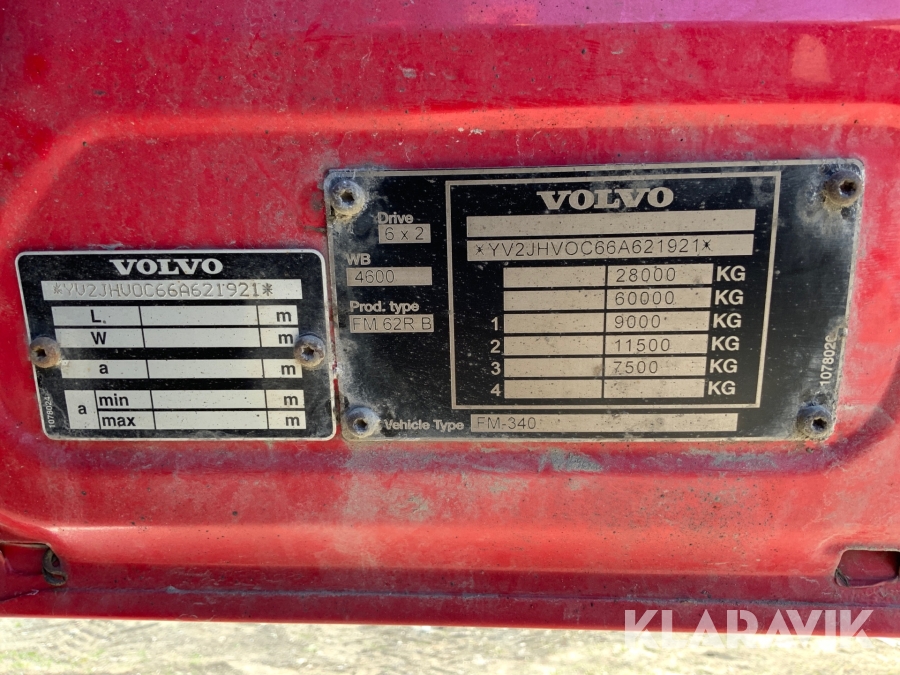 VOLVO
*YV2JHVOC66A621921*
L m
W m
a m
a min m
max m
1078024
VOLVO
Drive
6 x 2
WB
4600
Prod. type
FM 62R B
*YV2JHVOC66A621921*
28000 KG
60000 KG
1 9000 KG
2 11500 KG
3 7500 KG
4 KG
Vehicle Type FM-340
KLARAVIK